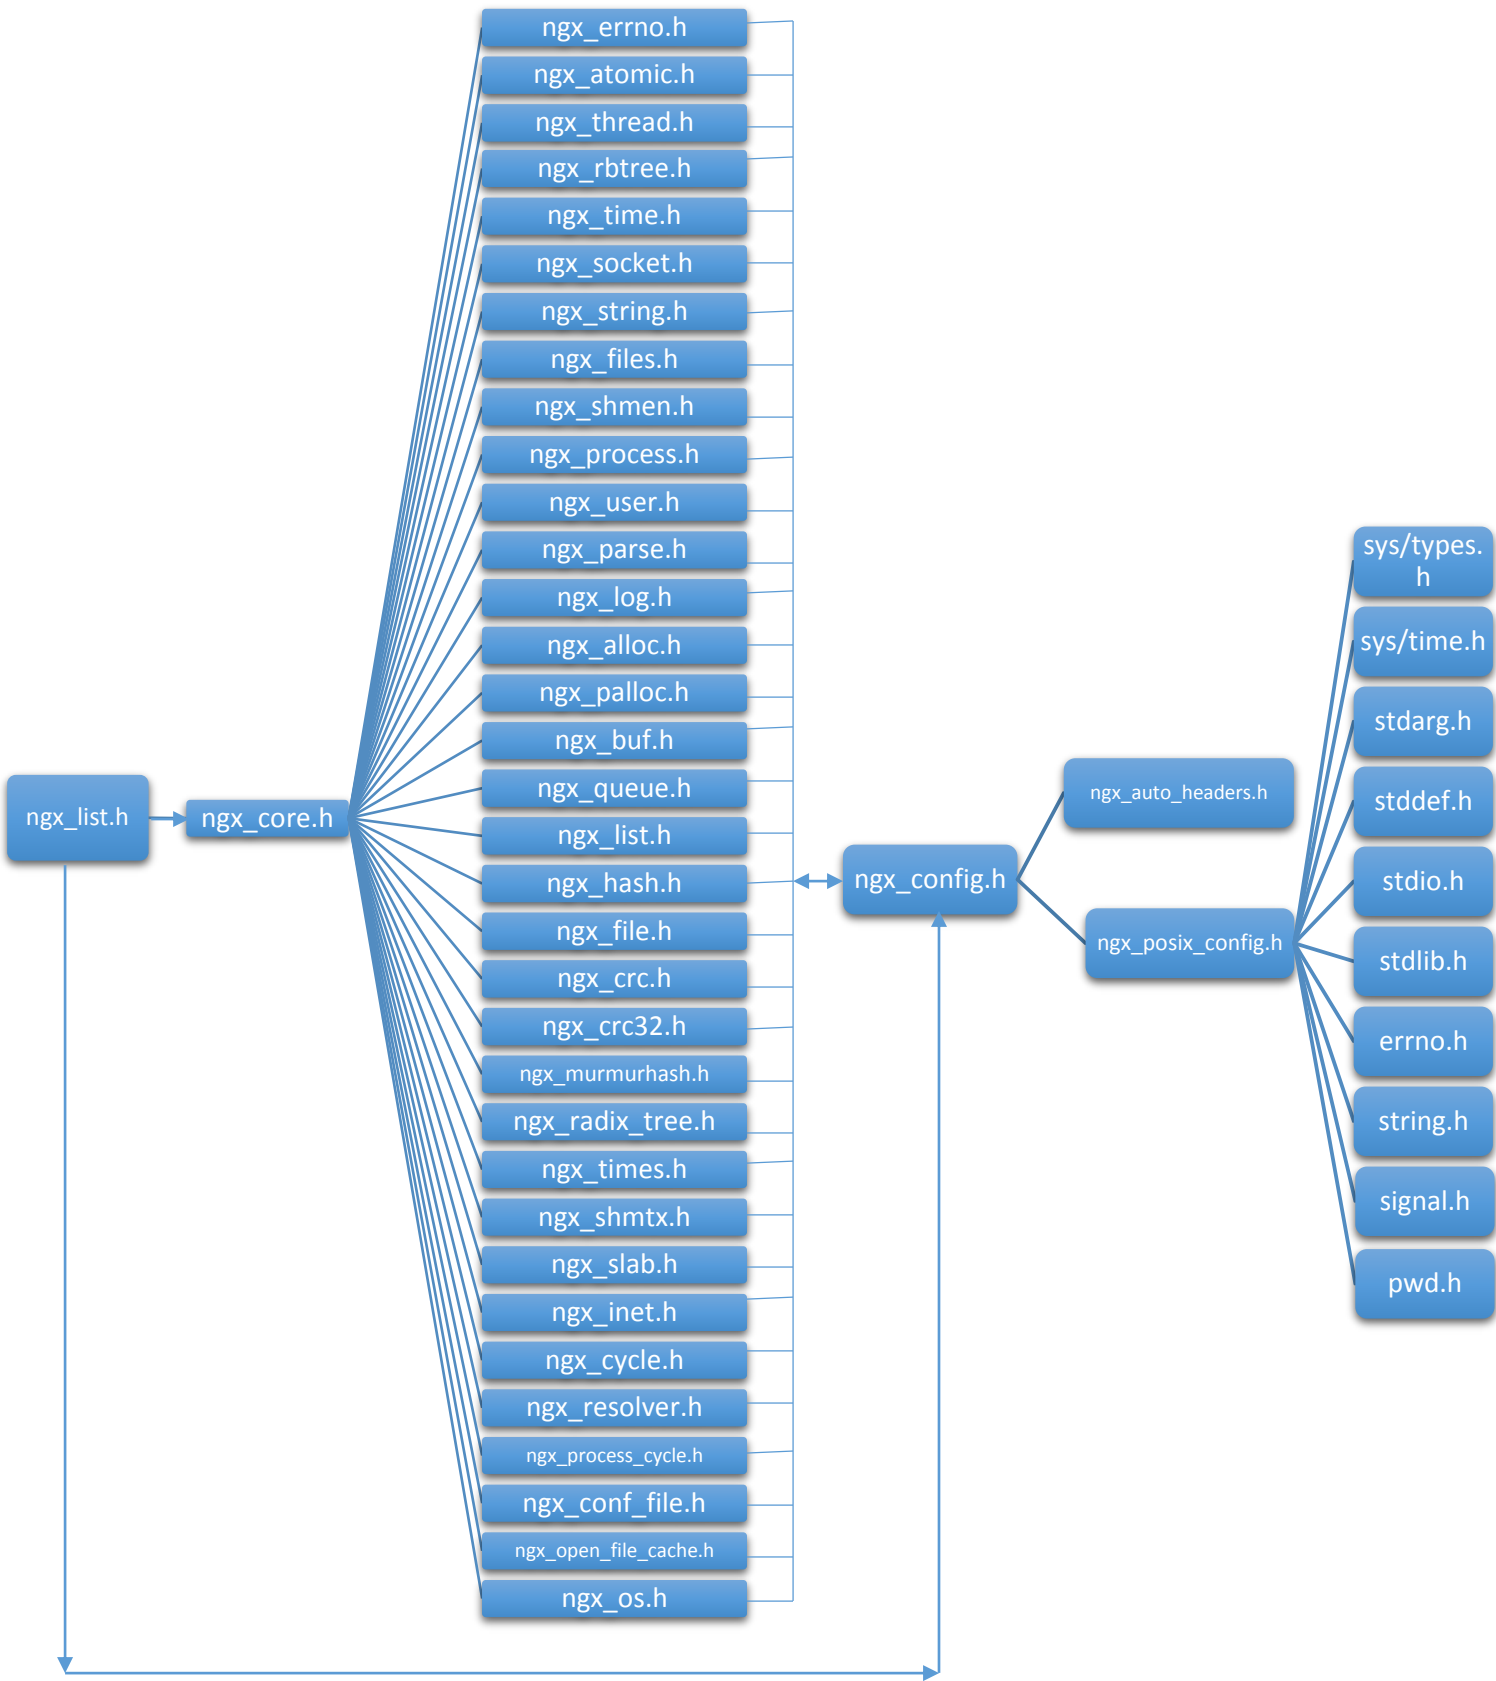 ngx_list.h
ngx_core.h
ngx_errno.h
ngx_atomic.h
ngx_thread.h
ngx_rbtree.h
ngx_time.h
ngx_socket.h
ngx_string.h
ngx_files.h
ngx_shmen.h
ngx_process.h
ngx_user.h
ngx_parse.h
ngx_log.h
ngx_alloc.h
ngx_palloc.h
ngx_buf.h
ngx_queue.h
ngx_list.h
ngx_hash.h
ngx_file.h
ngx_crc.h
ngx_crc32.h
ngx_murmurhash.h
ngx_radix_tree.h
ngx_times.h
ngx_shmtx.h
ngx_slab.h
ngx_inet.h
ngx_cycle.h
ngx_resolver.h
ngx_process_cycle.h
ngx_conf_file.h
ngx_open_file_cache.h
ngx_os.h
ngx_config.h
ngx_auto_headers.h
ngx_posix_config.h
sys/types.
h
sys/time.h
stdarg.h
stddef.h
stdio.h
stdlib.h
errno.h
string.h
signal.h
pwd.h